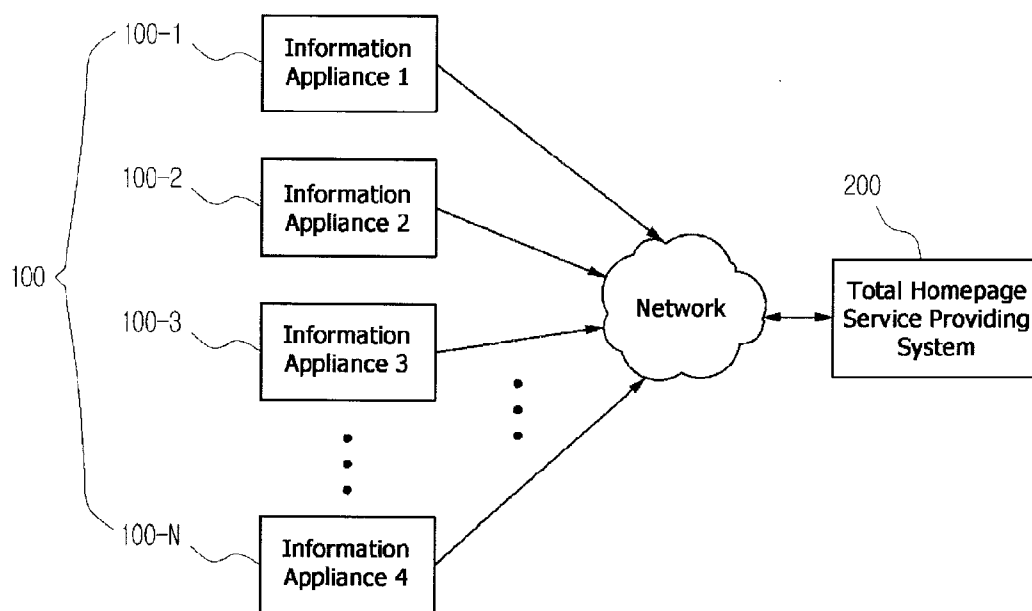 100-1
Information
Appliance 1
100-2
Information
Appliance 2
200
100
100-3
Information
Appliance 3
Network
Total Homepage
Service Providing
System
100-N
Information
Appliance 4